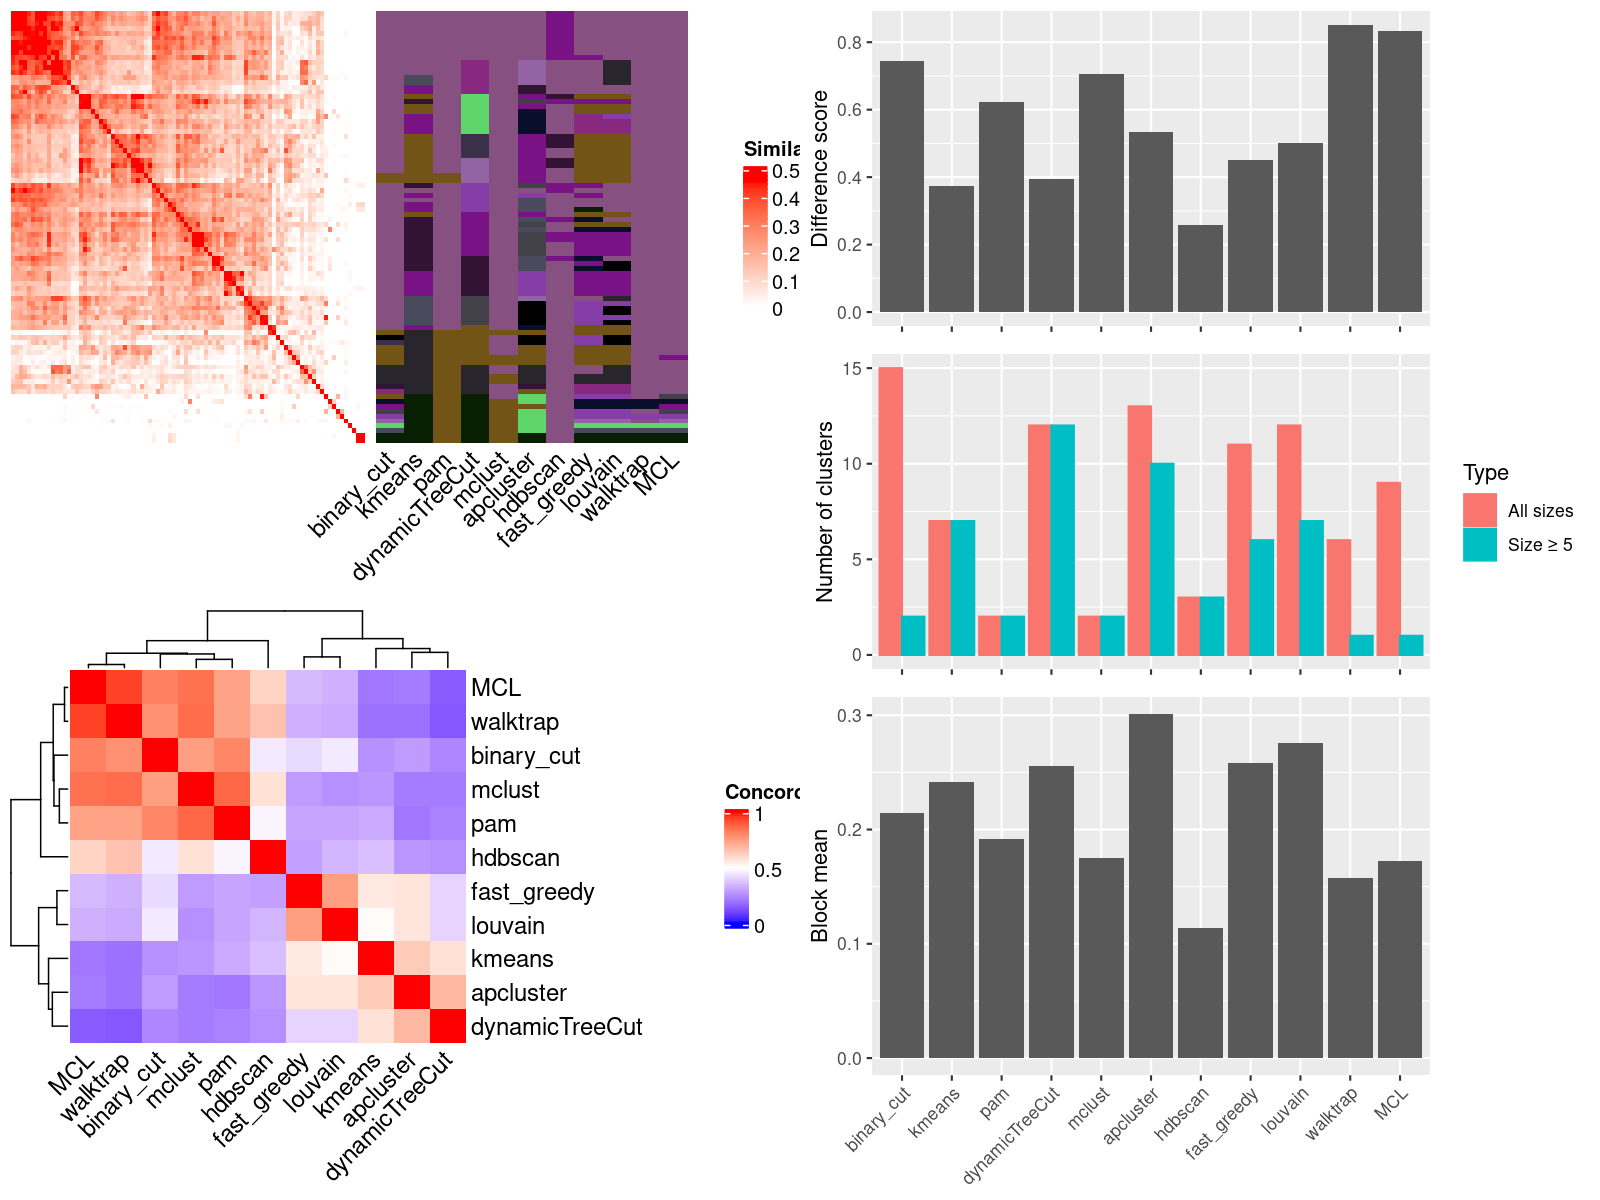 Simila
0.5
0.4
0.3
0.2
0.1
0
binary_cut
kmeans
pam
dynamicTreeCut
mclust
apcluster
hdbscan
fast_greedy
louvain
walktrap
MCL
MCL
walktrap
binary_cut
mclust
pam
hdbscan
fast_greedy
louvain
kmeans
apcluster
dynamicTreeCut
MCL
walktrap
binary_cut
mclust
pam
hdbscan
fast_greedy
louvain
kmeans
apcluster
dynamicTreeCut
Concorc
1
0.5
0
Difference score
0.8
0.6
0.4
0.2
0.0
Number of clusters
15
10
5
0
Type
All sizes
Size ≥ 5
Block mean
0.3
0.2
0.1
0.0
binary_cut
kmeans
pam
dynamicTreeCut
mclust
apcluster
hdbscan
fast_greedy
louvain
walktrap
MCL